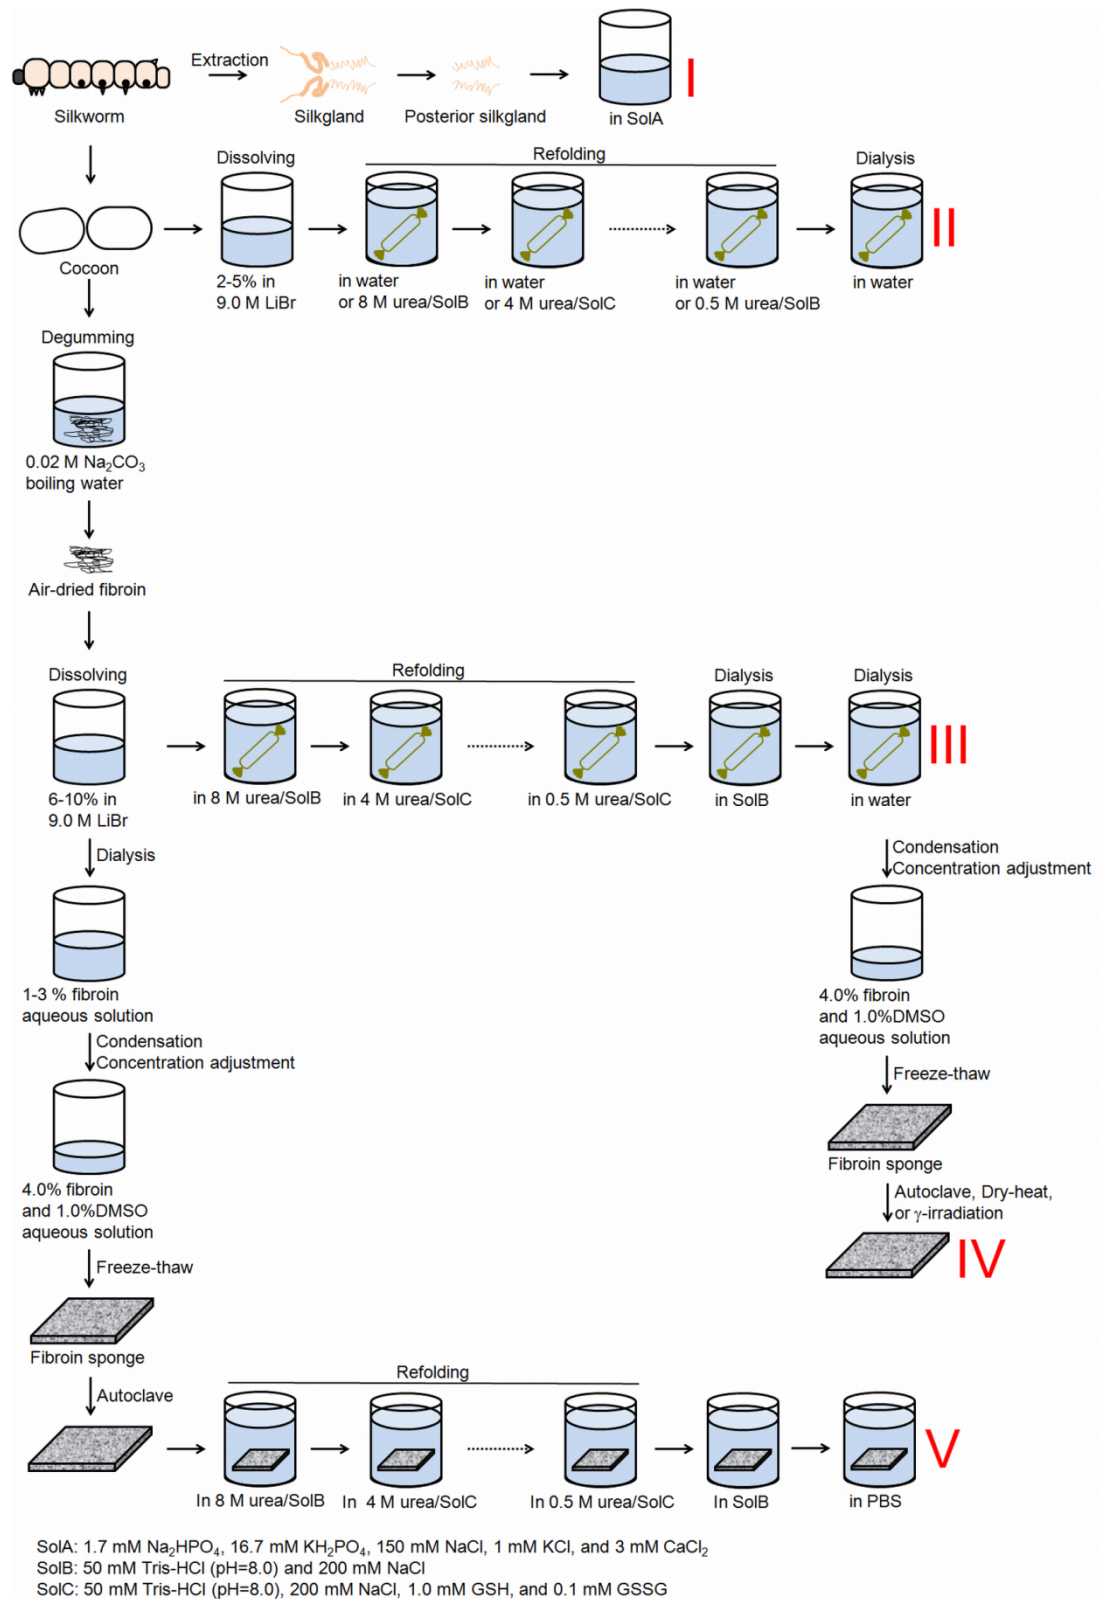 Extraction
Silkworm
Silkgland
Posterior silkgland
in SolA
I
Dissolving
Refolding
Dialysis
Cocoon
2-5% in
9.0 M LiBr
in water
or 8 M urea/SolB
in water
or 4 M urea/SolC
in water
or 0.5 M urea/SolB
in water
II
Degumming
0.02 M Na₂CO₃
boiling water
Air-dried fibroin
Dissolving
Refolding
Dialysis
Dialysis
6-10% in
9.0 M LiBr
in 8 M urea/SolB
in 4 M urea/SolC
in 0.5 M urea/SolC
in SolB
in water
III
Dialysis
1-3 % fibroin
aqueous solution
Condensation
Concentration adjustment
4.0% fibroin
and 1.0%DMSO
aqueous solution
Freeze-thaw
Fibroin sponge
Autoclave
Condensation
Concentration adjustment
4.0% fibroin
and 1.0%DMSO
aqueous solution
Freeze-thaw
Fibroin sponge
Autoclave, Dry-heat,
or γ-irradiation
IV
Refolding
In 8 M urea/SolB
In 4 M urea/SolC
In 0.5 M urea/SolC
In SolB
in PBS
V
SolA: 1.7 mM Na₂HPO₄, 16.7 mM KH₂PO₄, 150 mM NaCl, 1 mM KCl, and 3 mM CaCl₂
SolB: 50 mM Tris-HCl (pH=8.0) and 200 mM NaCl
SolC: 50 mM Tris-HCl (pH=8.0), 200 mM NaCl, 1.0 mM GSH, and 0.1 mM GSSG